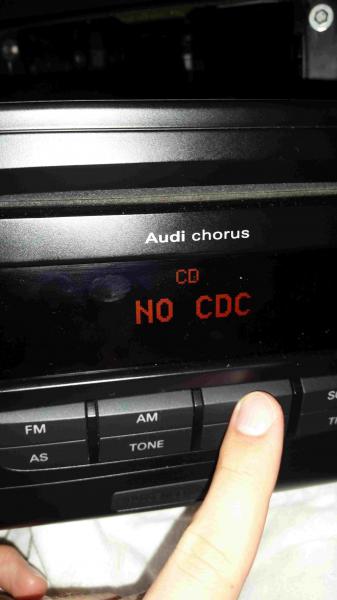 Audi chorus
CD
NO CDC
FM
AM
AS
TONE